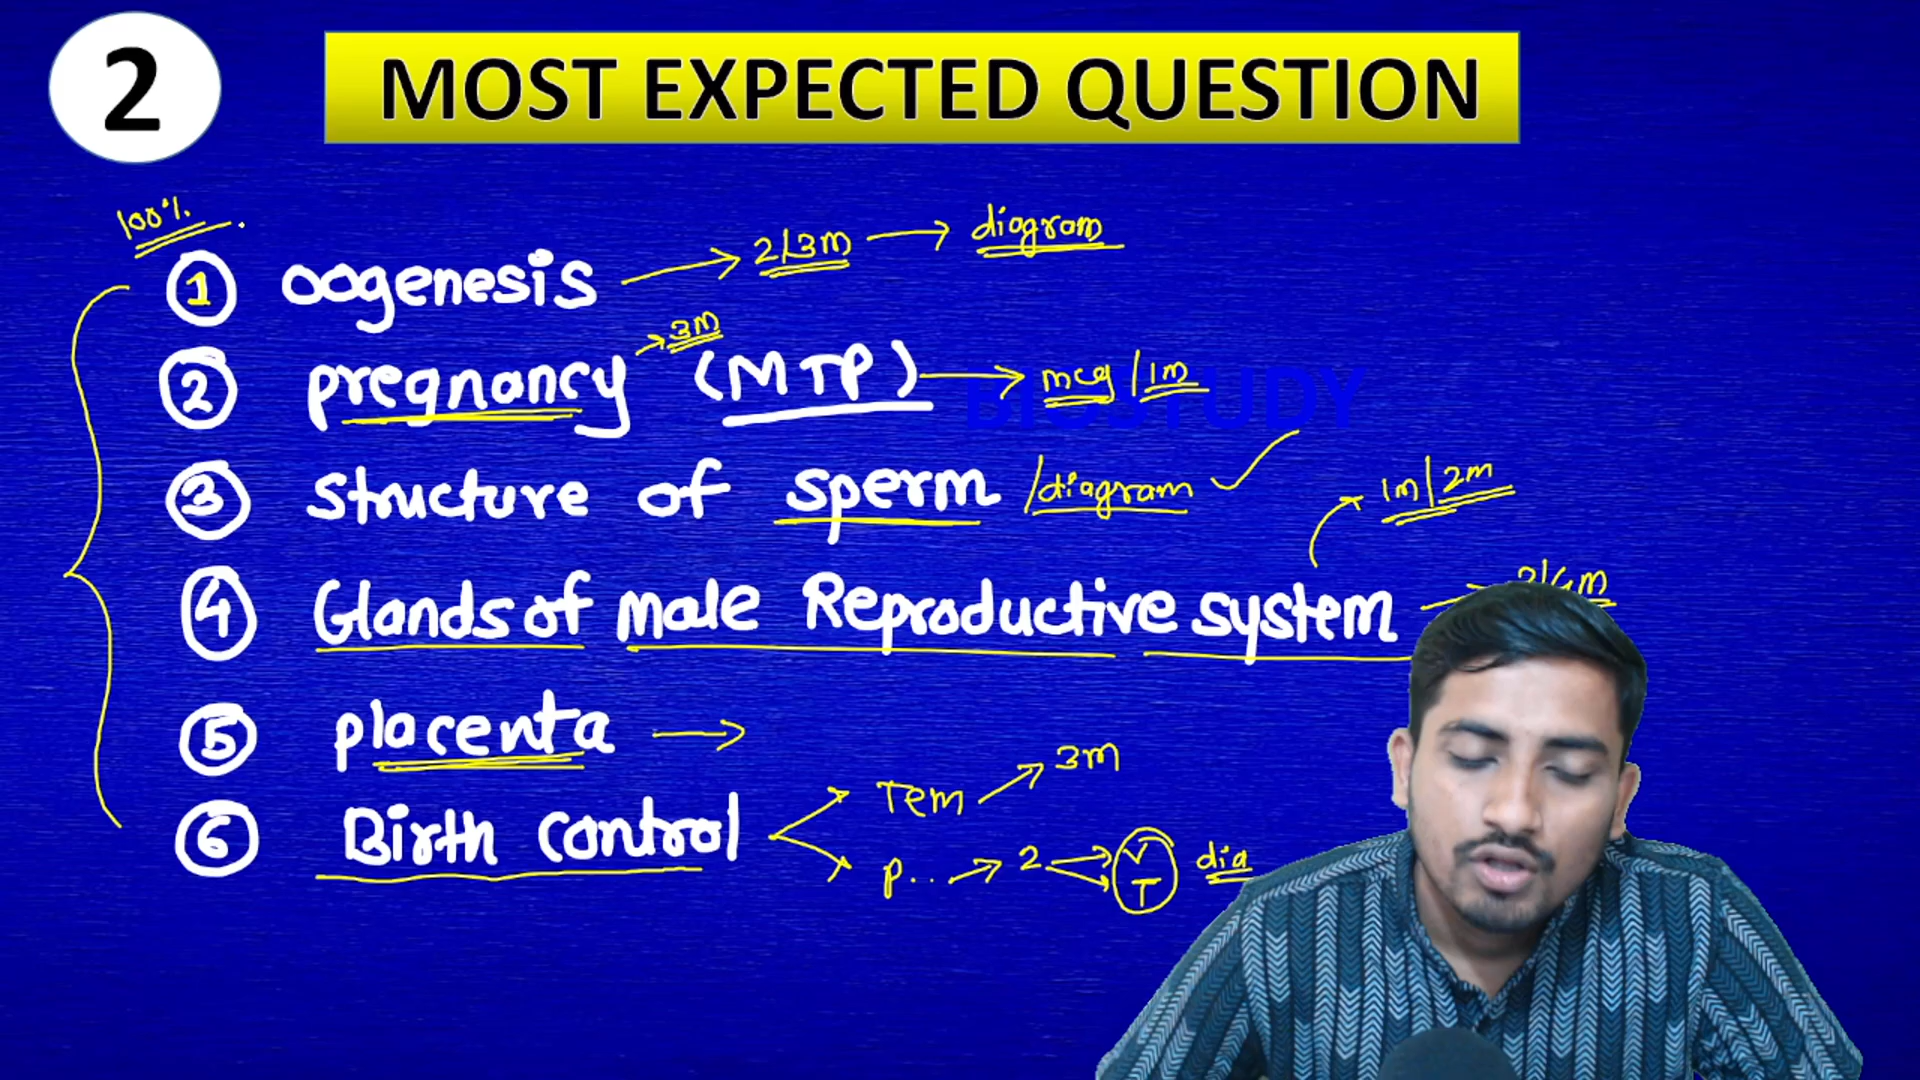 2
MOST EXPECTED QUESTION
100%
1 oogenesis → 2/3m → diagram
2 pregnancy → 3m (MTP) → mcq/1m
BIOSTUDY
3 structure of sperm /diagram ✓
1m/2m
4 Glands of male Reproductive system →
5 placenta →
6 Birth control
Tem → 3m
p.. → 2 V T dia